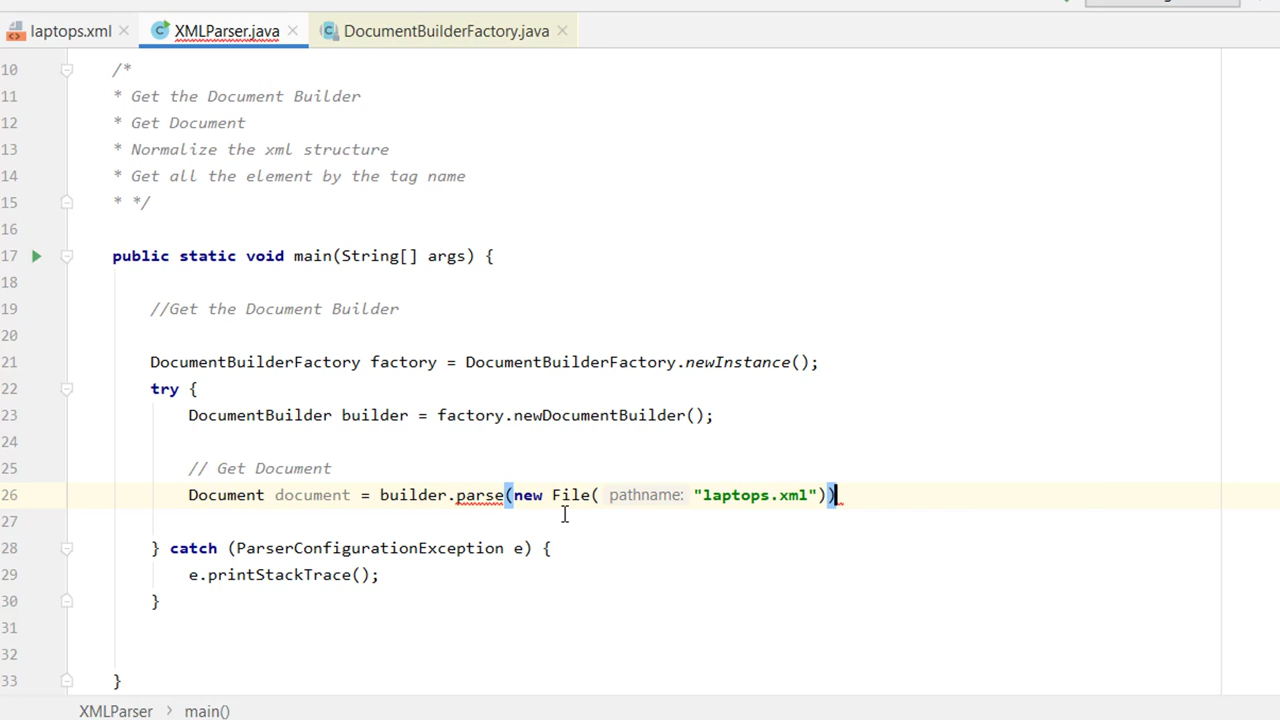 laptops.xml XMLParser.java DocumentBuilderFactory.java
10 /*
11 * Get the Document Builder
12 * Get Document
13 * Normalize the xml structure
14 * Get all the element by the tag name
15 * */
16
17 public static void main(String[] args) {
18
19 //Get the Document Builder
20
21 DocumentBuilderFactory factory = DocumentBuilderFactory.newInstance();
22 try {
23 DocumentBuilder builder = factory.newDocumentBuilder();
24
25 // Get Document
26 Document document = builder.parse(new File( pathname: "laptops.xml"))
27
28 } catch (ParserConfigurationException e) {
29 e.printStackTrace();
30 }
31
32
33 }
XMLParser > main()